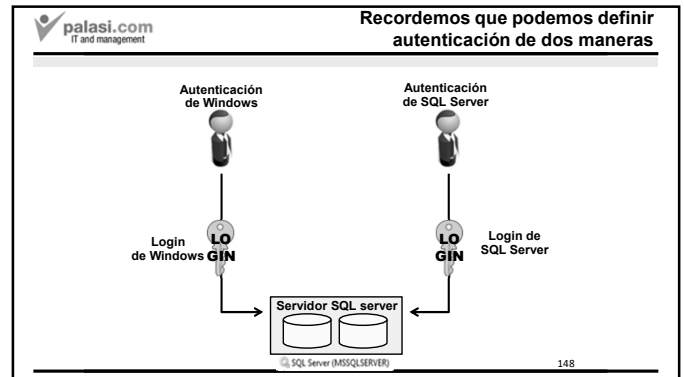 palasi.com
IT and management
Recordemos que podemos definir
autenticación de dos maneras
Autenticación
de Windows
Autenticación
de SQL Server
Login
de Windows
LO
GIN
LO
GIN
Login de
SQL Server
Servidor SQL server
SQL Server (MSSQLSERVER)
148